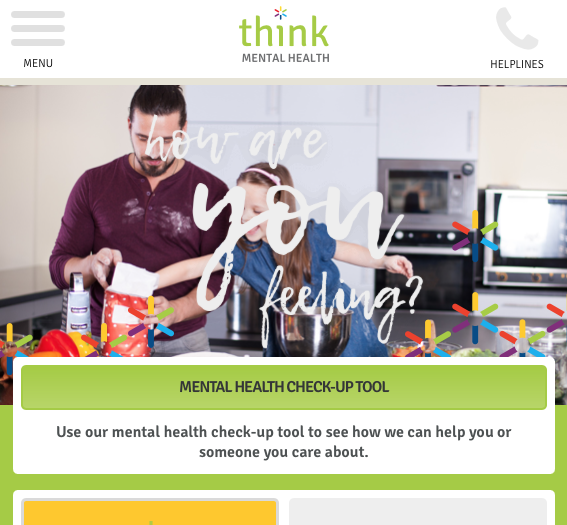 think
MENTAL HEALTH
MENU
HELPLINES
how are
you
feeling?
MENTAL HEALTH CHECK-UP TOOL
Use our mental health check-up tool to see how we can help you or
someone you care about.